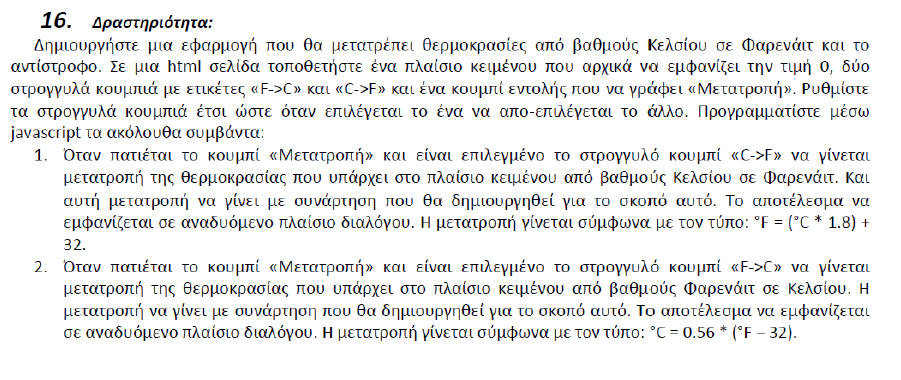 16. Δραστηριότητα:
Δημιουργήστε μια εφαρμογή που θα μετατρέπει θερμοκρασίες από βαθμούς Κελσίου σε Φαρενάιτ και το
αντίστροφο. Σε μια html σελίδα τοποθετήστε ένα πλαίσιο κειμένου που αρχικά να εμφανίζει την τιμή 0, δύο
στρογγυλά κουμπιά με ετικέτες «F->C» και «C->F» και ένα κουμπί εντολής που να γράφει «Μετατροπή». Ρυθμίστε
τα στρογγυλά κουμπιά έτσι ώστε όταν επιλέγεται το ένα να απο-επιλέγεται το άλλο. Προγραμματίστε μέσω
javascript τα ακόλουθα συμβάντα:
1. Όταν πατιέται το κουμπί «Μετατροπή» και είναι επιλεγμένο το στρογγυλό κουμπί «C->F» να γίνεται
μετατροπή της θερμοκρασίας που υπάρχει στο πλαίσιο κειμένου από βαθμούς Κελσίου σε Φαρενάιτ. Και
αυτή μετατροπή να γίνει με συνάρτηση που θα δημιουργηθεί για το σκοπό αυτό. Το αποτέλεσμα να
εμφανίζεται σε αναδυόμενο πλαίσιο διαλόγου. Η μετατροπή γίνεται σύμφωνα με τον τύπο: °F = (°C * 1.8) +
32.
2. Όταν πατιέται το κουμπί «Μετατροπή» και είναι επιλεγμένο το στρογγυλό κουμπί «F->C» να γίνεται
μετατροπή της θερμοκρασίας που υπάρχει στο πλαίσιο κειμένου από βαθμούς Φαρενάιτ σε Κελσίου. Η
μετατροπή να γίνει με συνάρτηση που θα δημιουργηθεί για το σκοπό αυτό. Το αποτέλεσμα να εμφανίζεται
σε αναδυόμενο πλαίσιο διαλόγου. Η μετατροπή γίνεται σύμφωνα με τον τύπο: °C = 0.56 * (°F – 32).